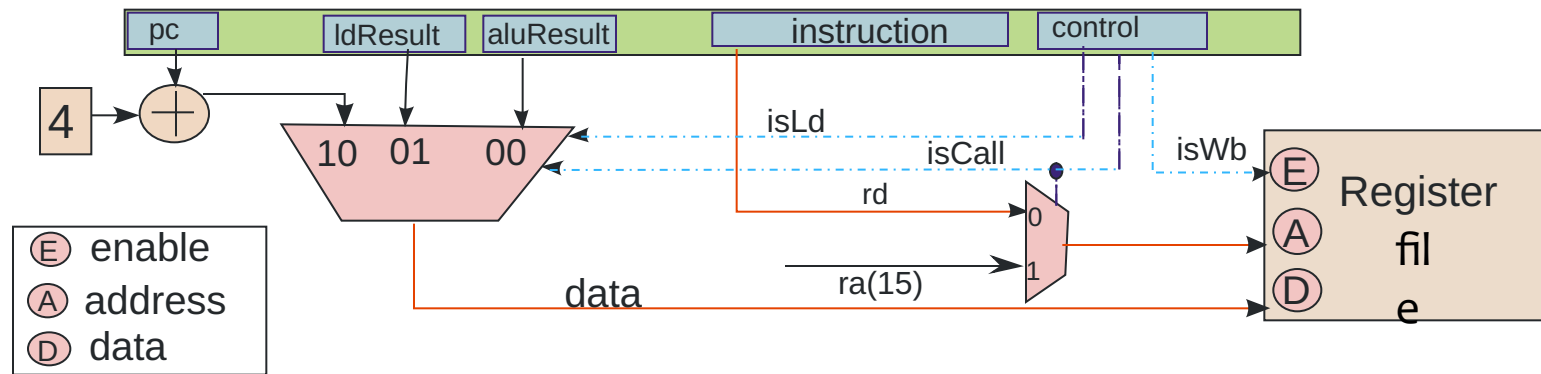 pc
ldResult
aluResult
instruction
control
4
10
01
00
isLd
isCall
isWb
rd
0
1
ra(15)
data
E
A
D
Register
fil
e
E enable
A address
D data